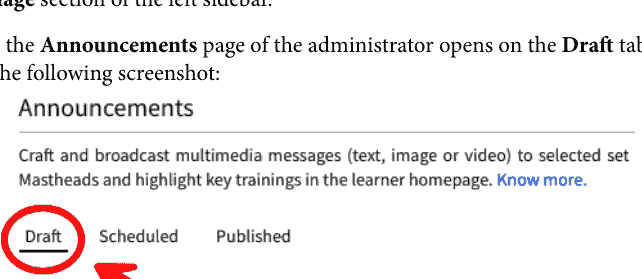 section of the left sidebar.
the Announcements page of the administrator opens on the Draft tab
he following screenshot:
Announcements
Craft and broadcast multimedia messages (text, image or video) to selected set
Mastheads and highlight key trainings in the learner homepage. Know more.
Draft Scheduled Published